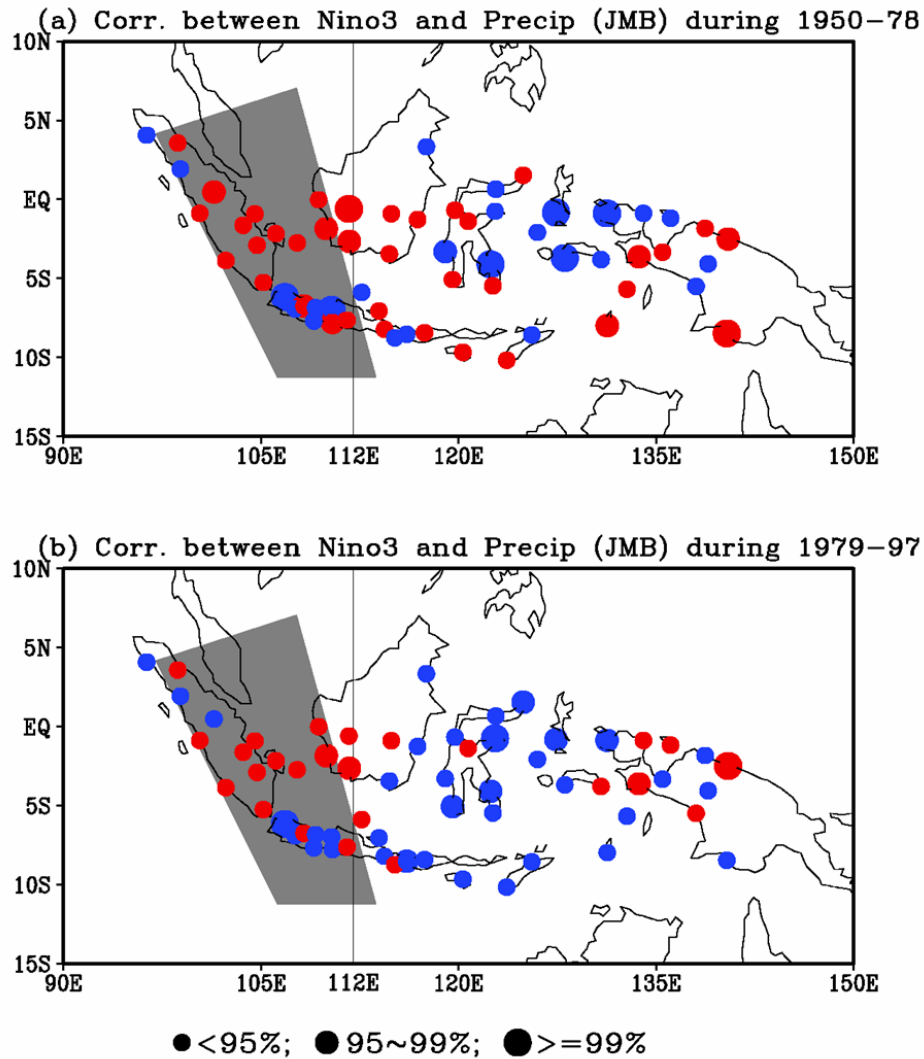 (a) Corr. between Nino3 and Precip (JMB) during 1950-78
10N
5N
EQ
5S
10S
15S
90E 105E 112E 120E 135E 150E
(b) Corr. between Nino3 and Precip (JMB) during 1979-97
10N
5N
EQ
5S
10S
15S
90E 105E 112E 120E 135E 150E
<95%; 95~99%; >=99%